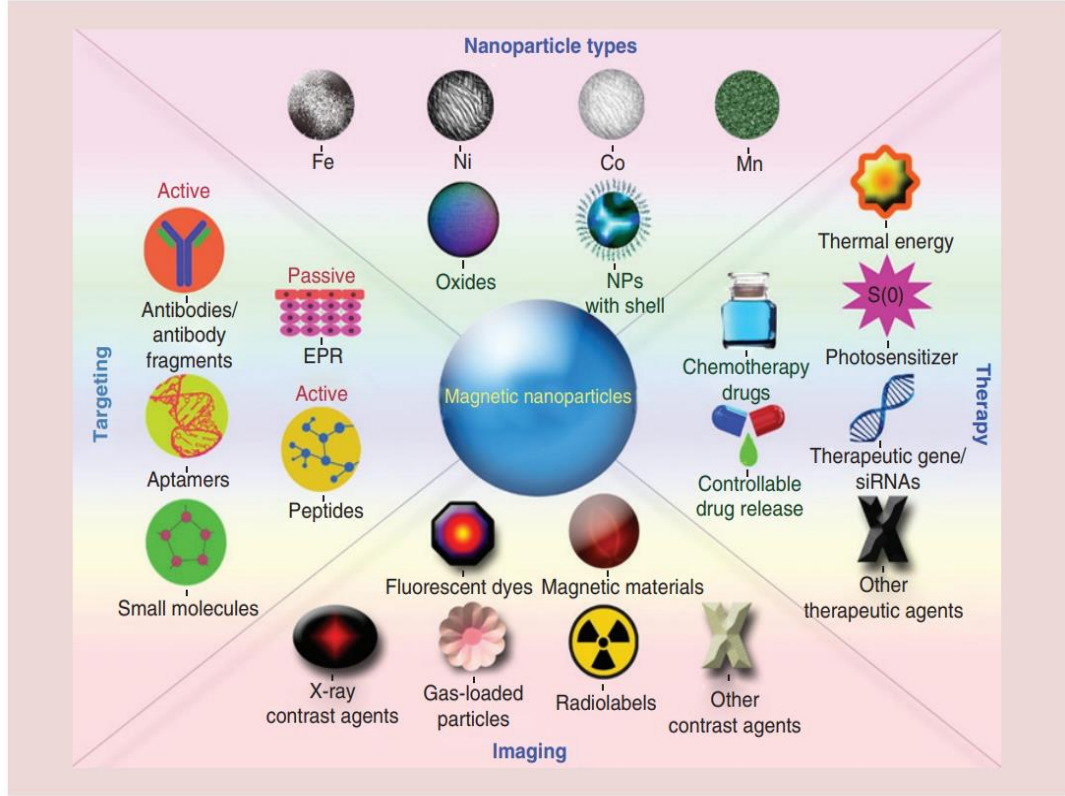 Nanoparticle types
Fe
Ni
Co
Mn
Oxides
NPs
with shell
Targeting
Active
Antibodies/
antibody
fragments
Passive
EPR
Aptamers
Active
Peptides
Small molecules
Magnetic nanoparticles
Therapy
Thermal energy
S(0)
Photosensitizer
Chemotherapy
drugs
Therapeutic gene/
siRNAs
Controllable
drug release
Other
therapeutic agents
Fluorescent dyes
Magnetic materials
X-ray
contrast agents
Gas-loaded
particles
Radiolabels
Other
contrast agents
Imaging